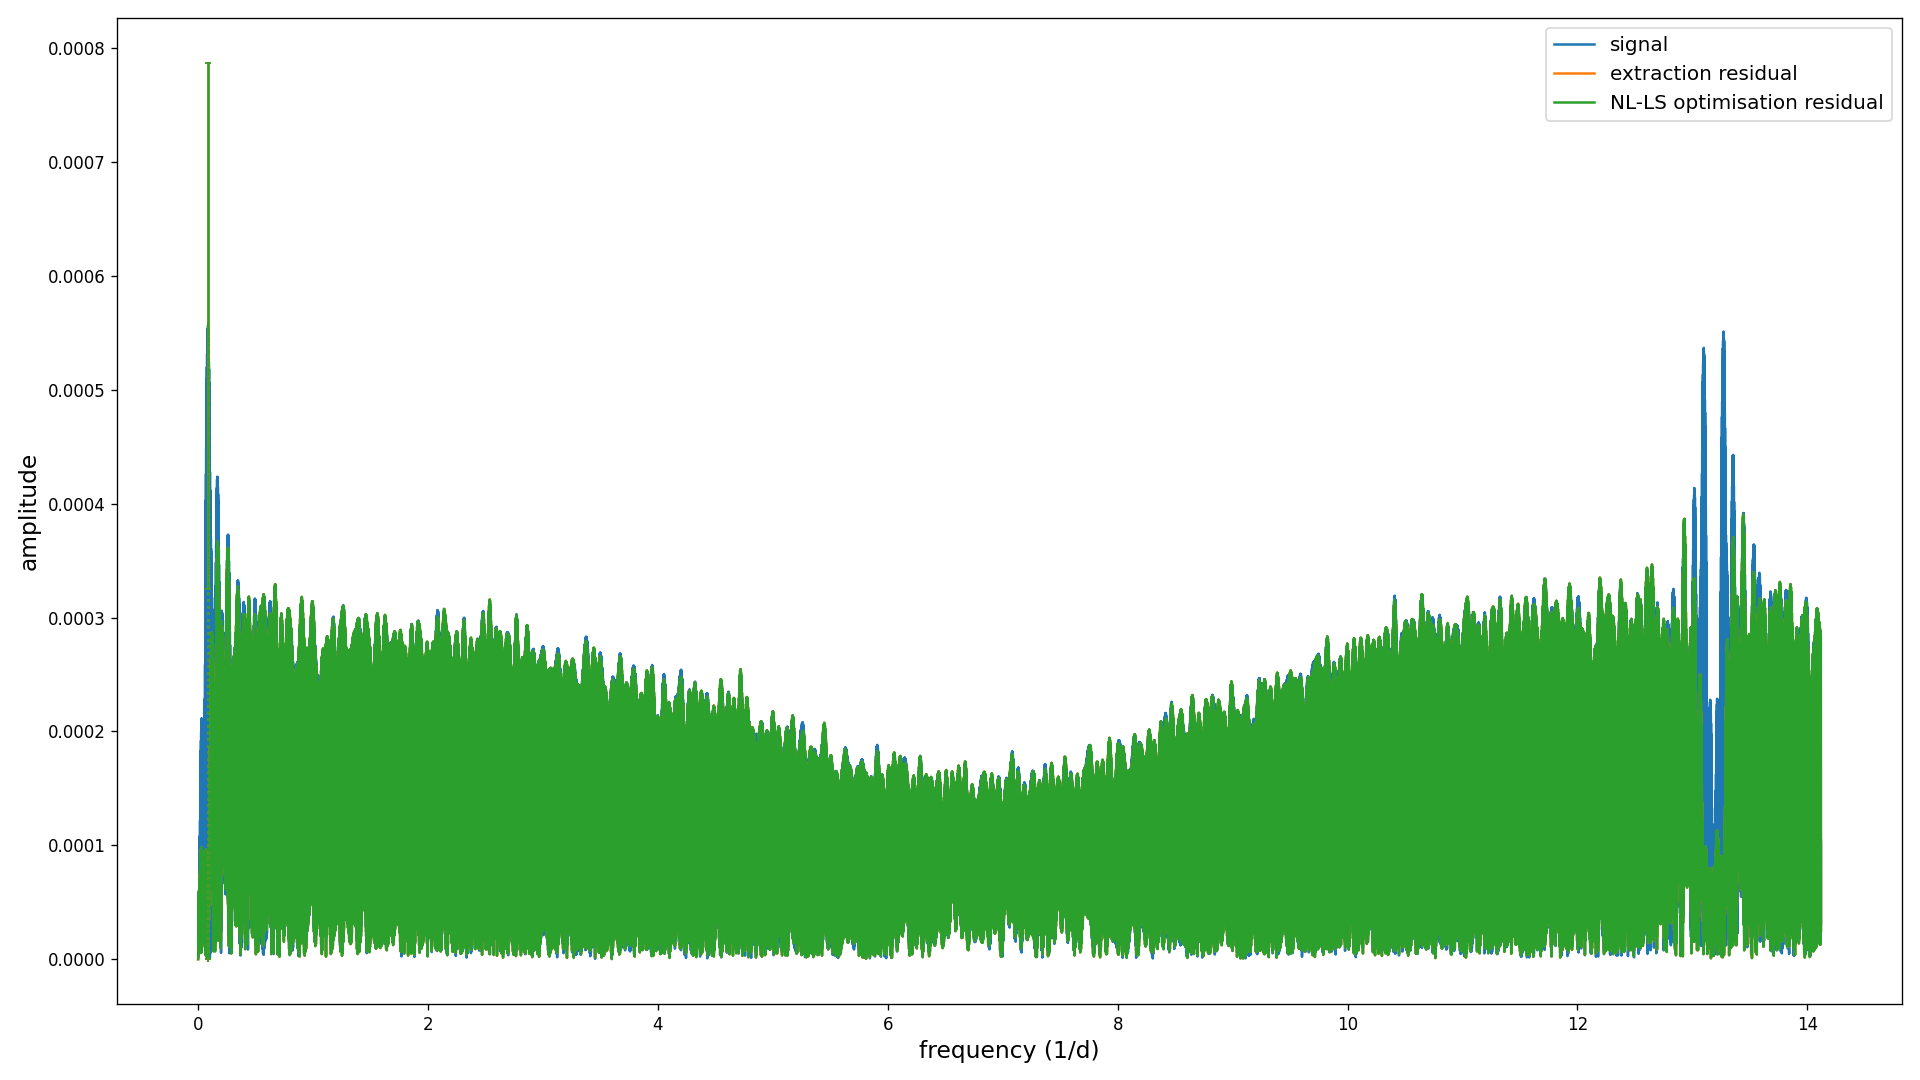 signal
extraction residual
NL-LS optimisation residual
amplitude
0.0008
0.0007
0.0006
0.0005
0.0004
0.0003
0.0002
0.0001
0.0000
0 2 4 6 8 10 12 14
frequency (1/d)